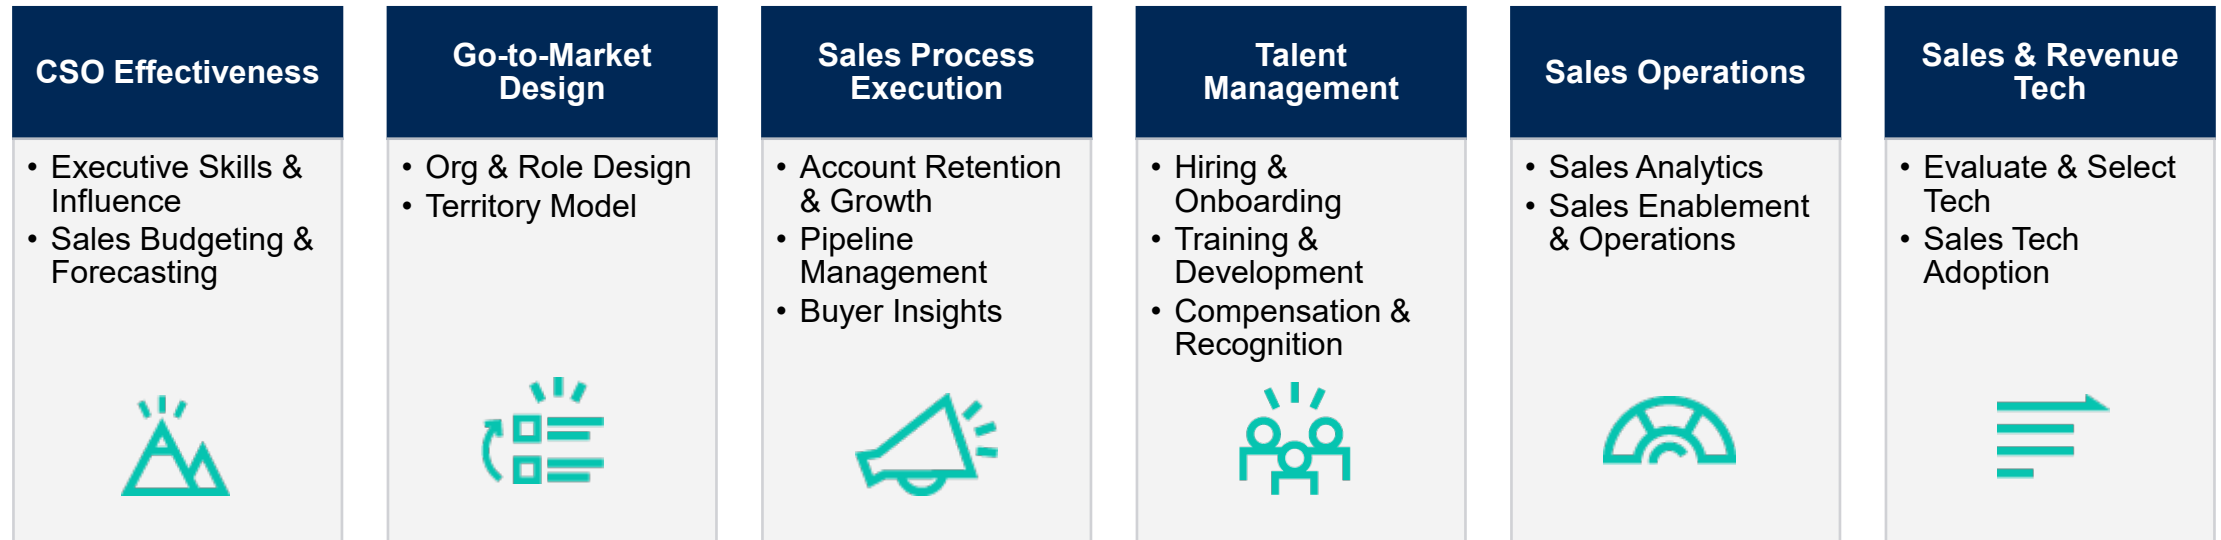 CSO Effectiveness
• Executive Skills &
Influence
• Sales Budgeting &
Forecasting
Go-to-Market
Design
• Org & Role Design
• Territory Model
Sales Process
Execution
• Account Retention
& Growth
• Pipeline
Management
• Buyer Insights
Talent
Management
• Hiring &
Onboarding
• Training &
Development
• Compensation &
Recognition
Sales Operations
• Sales Analytics
• Sales Enablement
& Operations
Sales & Revenue
Tech
• Evaluate & Select
Tech
• Sales Tech
Adoption